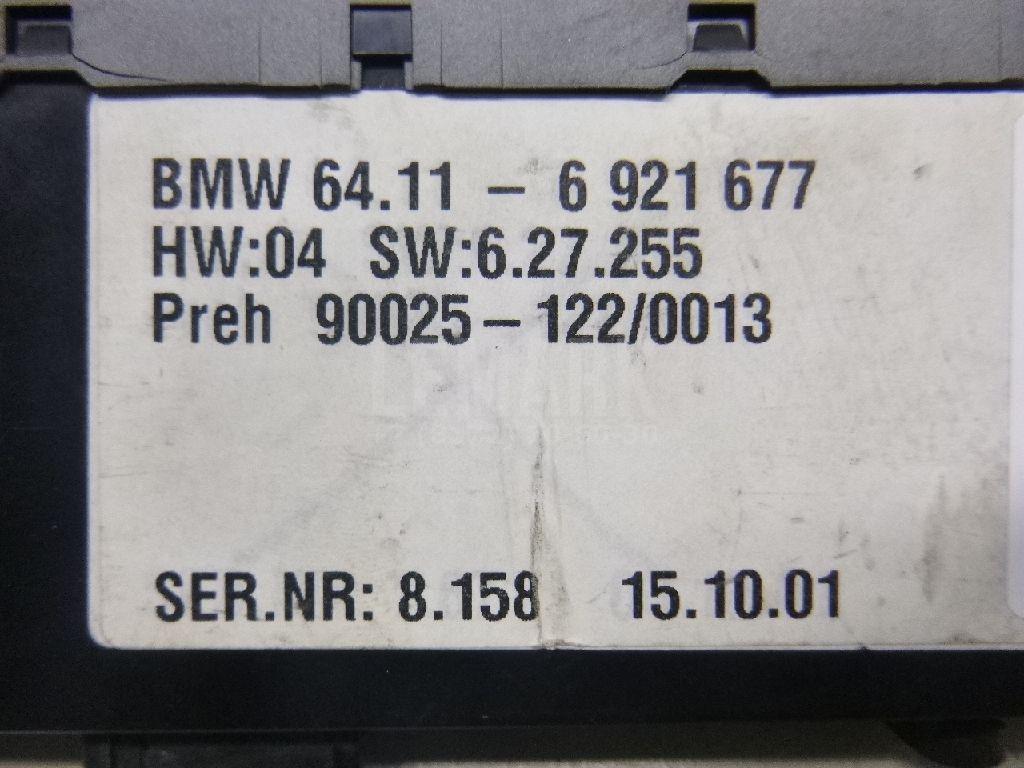 BMW 64.11 – 6 921 677
HW:04 SW:6.27.255
Preh 90025–122/0013
SER.NR: 8.158 15.10.01